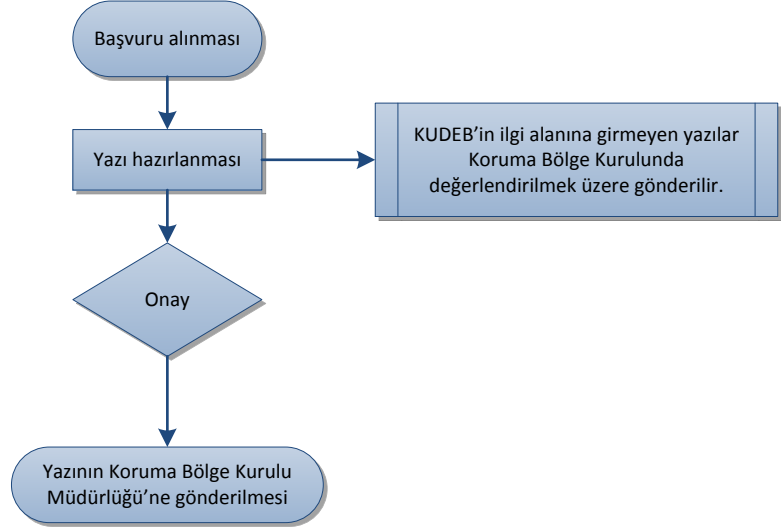 Başvuru alınması
Yazı hazırlanması
KUDEB’in ilgi alanına girmeyen yazılar
Koruma Bölge Kurulunda
değerlendirilmek üzere gönderilir.
Onay
Yazının Koruma Bölge Kurulu
Müdürlüğü’ne gönderilmesi